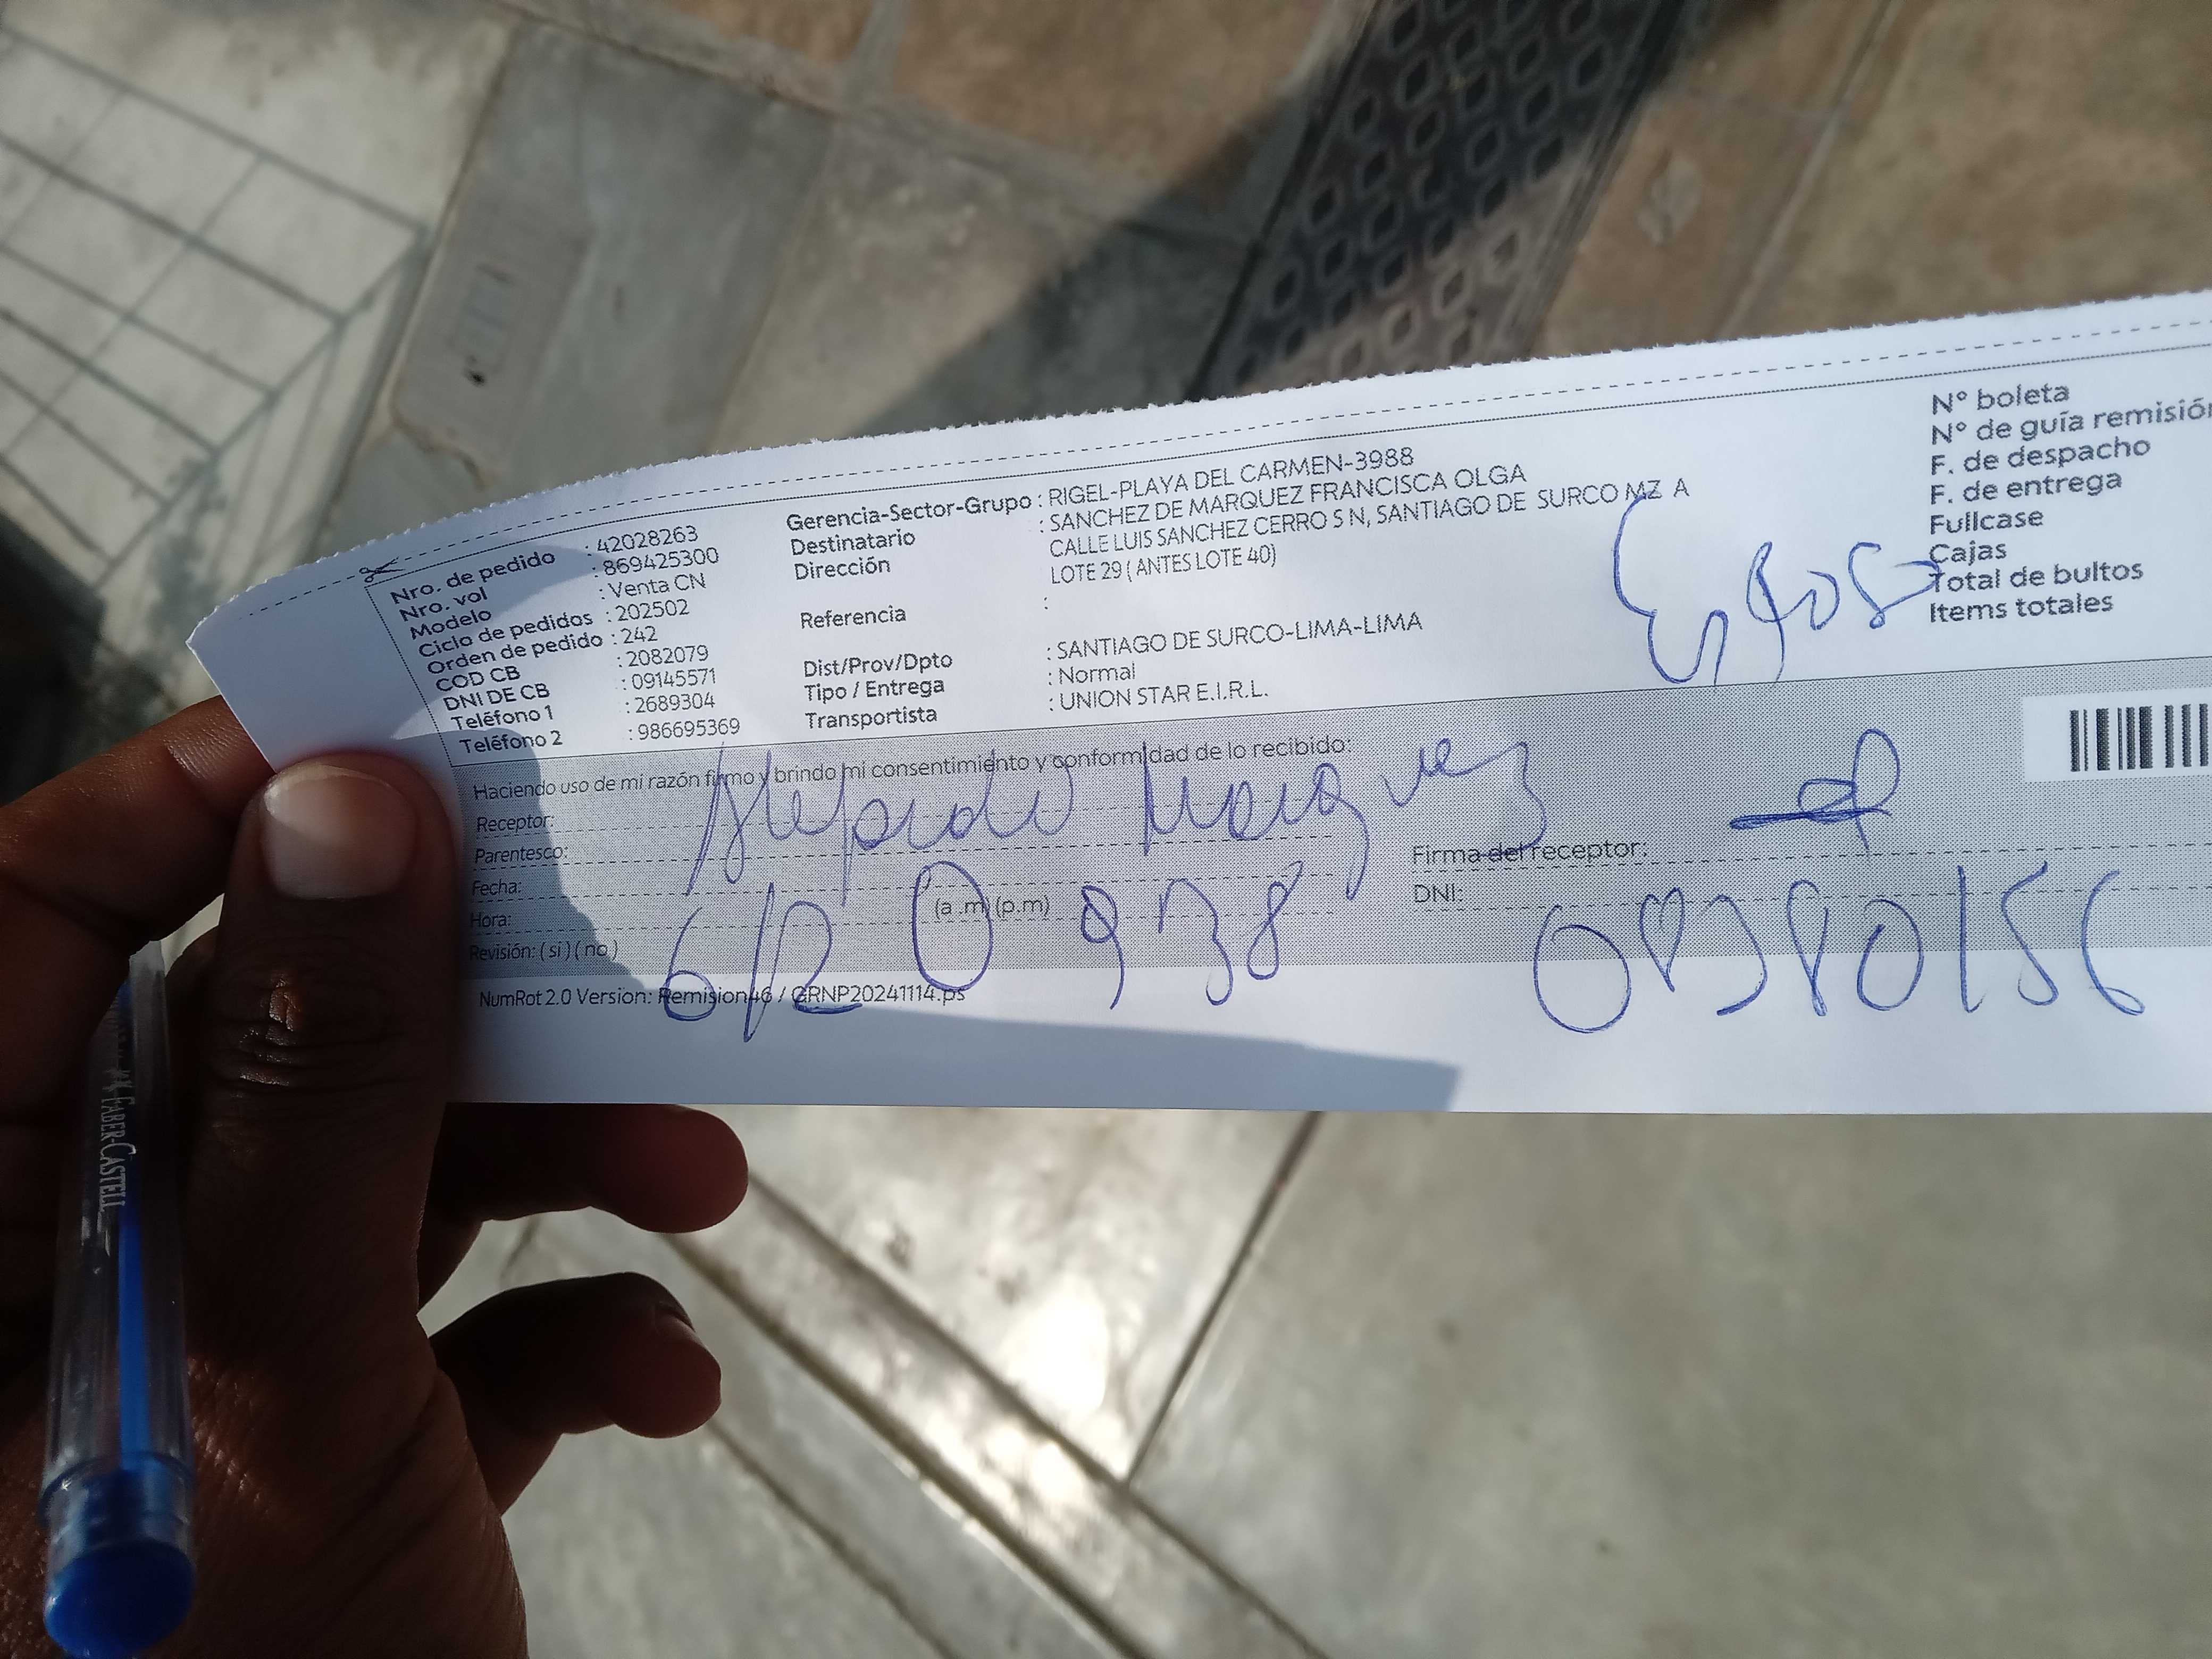 Nro. de pedido : 42028263
Nro. vol : 869425300
Modelo : Venta CN
Ciclo de pedidos : 202502
Orden de pedido : 242
COD CB : 2082079
DNI DE CB : 09145571
Teléfono 1 : 2689304
Teléfono 2 : 986695369
Gerencia-Sector-Grupo : RIGEL-PLAYA DEL CARMEN-3988
Destinatario : SANCHEZ DE MARQUEZ FRANCISCA OLGA
Dirección CALLE LUIS SANCHEZ CERRO S N, SANTIAGO DE SURCO MZ A
LOTE 29 ( ANTES LOTE 40)
Referencia :
Dist/Prov/Dpto : SANTIAGO DE SURCO-LIMA-LIMA
Tipo / Entrega : Normal
Transportista : UNION STAR E.I.R.L.
Esposo
N° boleta
N° de guía remisión
F. de despacho
F. de entrega
Fullcase
Cajas
Total de bultos
Items totales
Haciendo uso de mi razón firmo y brindo mi consentimiento y conformidad de lo recibido:
Receptor: Alejandro Marquez
Parentesco:
Fecha:
Hora: (a .m) (p.m)
Revisión: ( si ) ( no )
6/2 938
Firma del receptor:
DNI:
NumRot 2.0 Version: Remision46 / GRNP20241114.ps
FABER-CASTELL